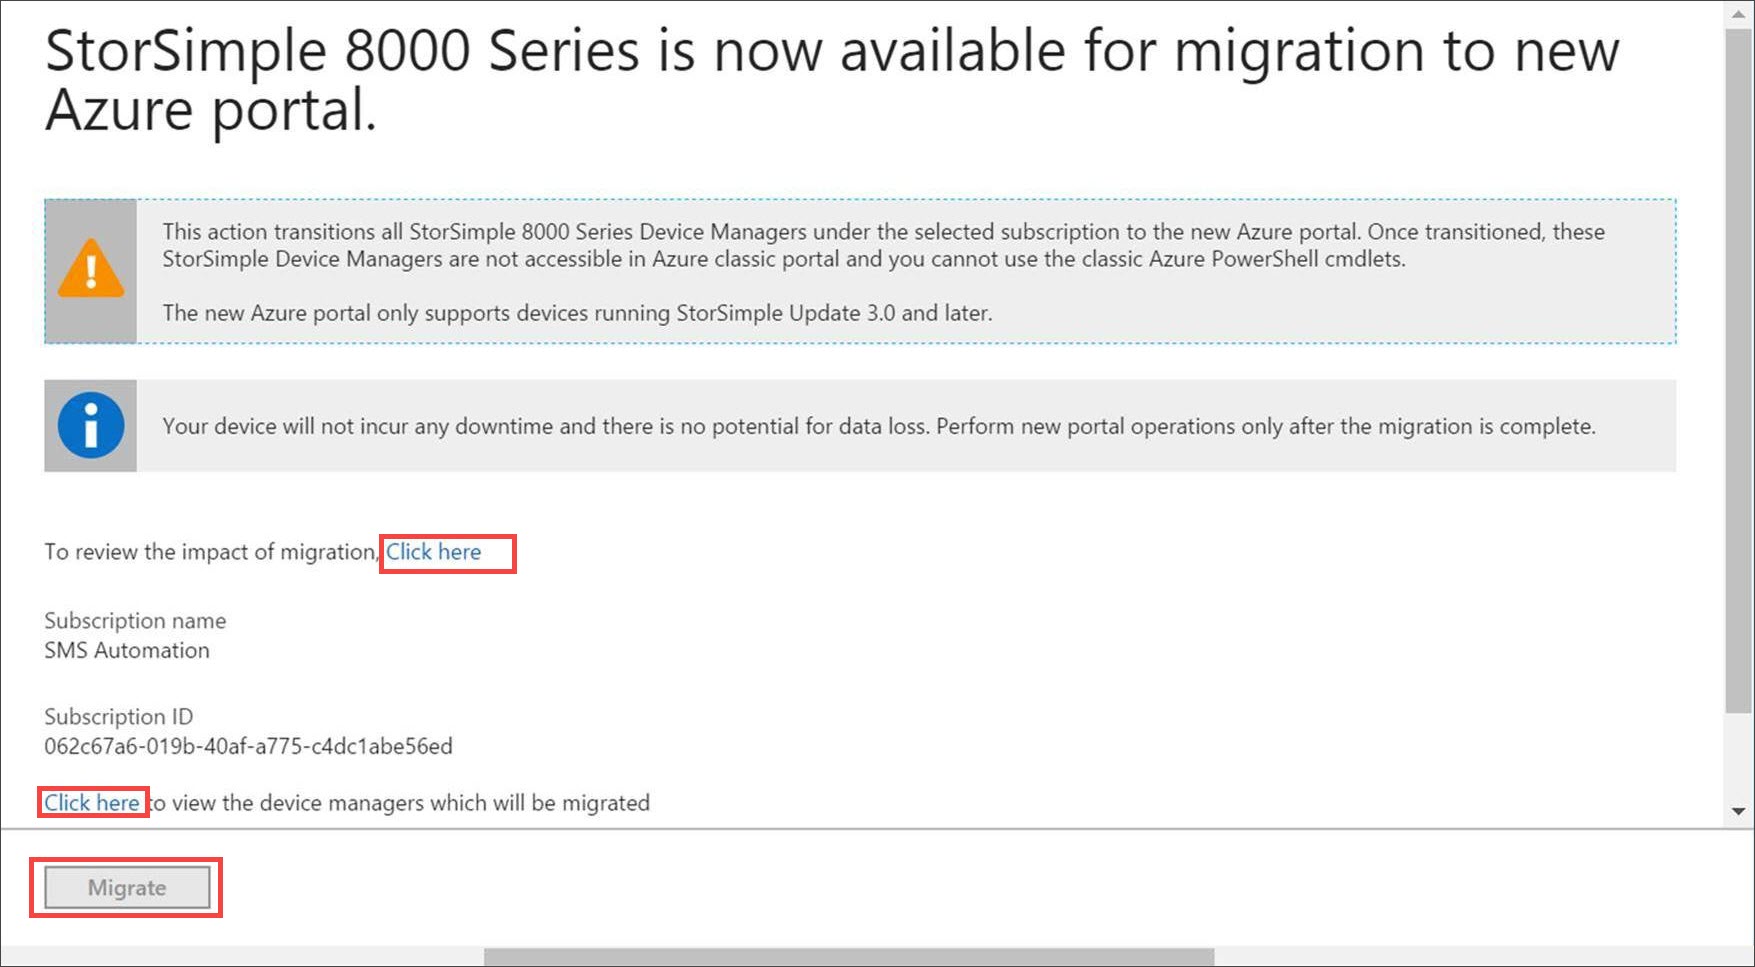 StorSimple 8000 Series is now available for migration to new
Azure portal.
This action transitions all StorSimple 8000 Series Device Managers under the selected subscription to the new Azure portal. Once transitioned, these
StorSimple Device Managers are not accessible in Azure classic portal and you cannot use the classic Azure PowerShell cmdlets.
The new Azure portal only supports devices running StorSimple Update 3.0 and later.
Your device will not incur any downtime and there is no potential for data loss. Perform new portal operations only after the migration is complete.
To review the impact of migration, Click here
Subscription name
SMS Automation
Subscription ID
062c67a6-019b-40af-a775-c4dc1abe56ed
Click here to view the device managers which will be migrated
Migrate